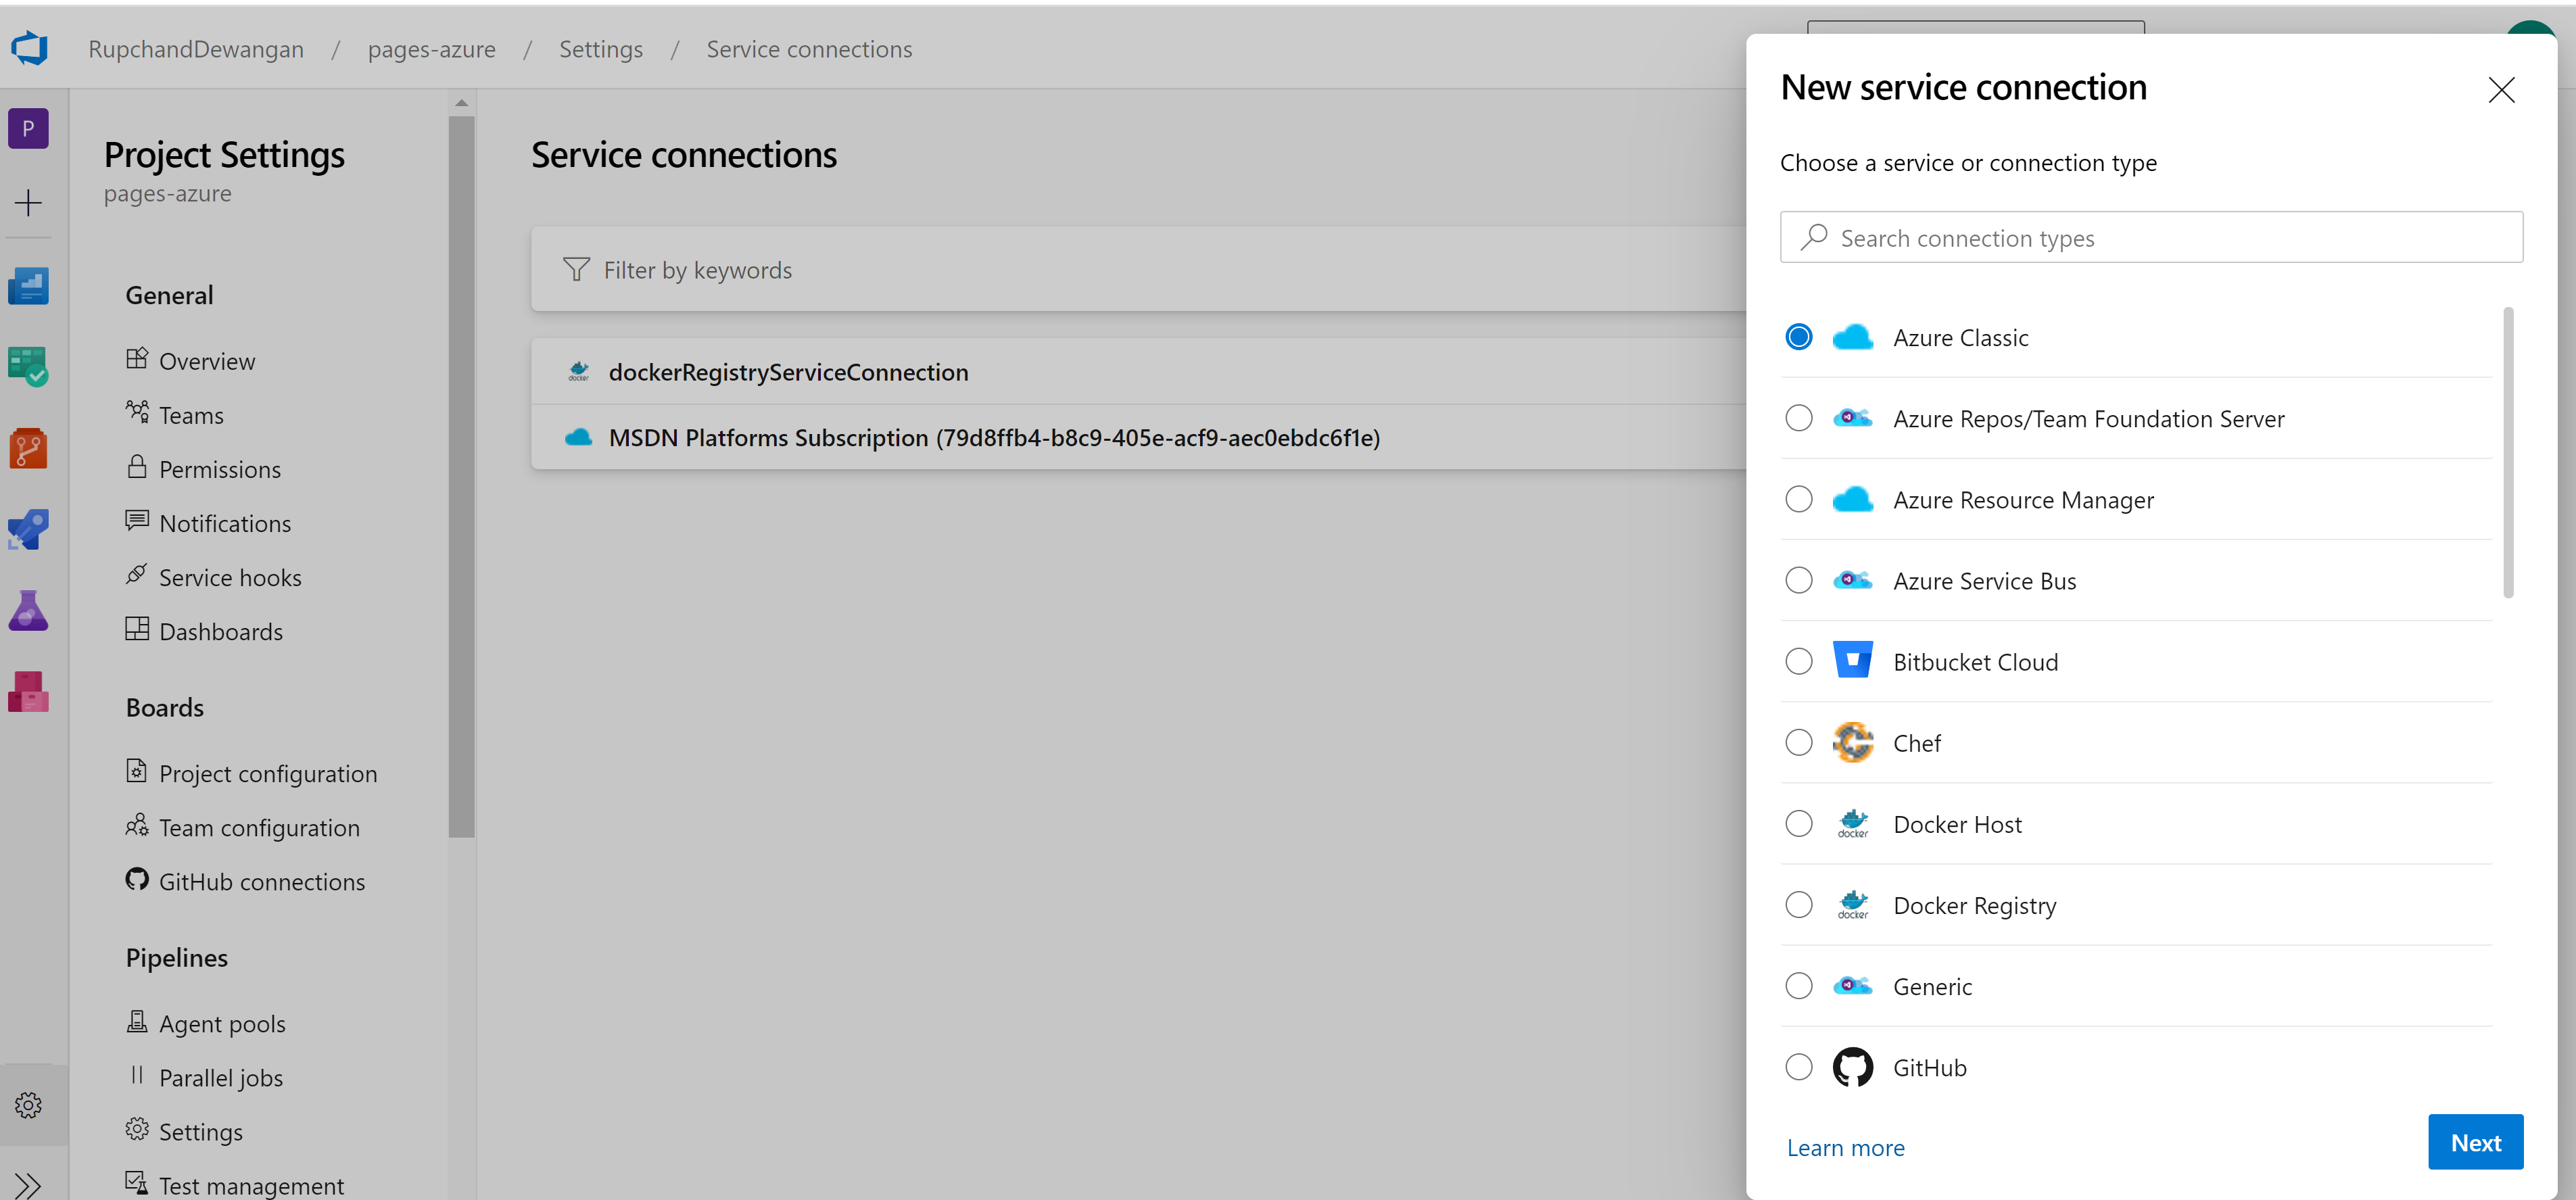 RupchandDewangan / pages-azure / Settings / Service connections
P
Project Settings
pages-azure
General
Overview
Teams
Permissions
Notifications
Service hooks
Dashboards
Boards
Project configuration
Team configuration
GitHub connections
Pipelines
Agent pools
Parallel jobs
Settings
Test management
Service connections
Filter by keywords
docker dockerRegistryServiceConnection
MSDN Platforms Subscription (79d8ffb4-b8c9-405e-acf9-aec0ebdc6f1e)
New service connection
Choose a service or connection type
Search connection types
Azure Classic
Azure Repos/Team Foundation Server
Azure Resource Manager
Azure Service Bus
Bitbucket Cloud
Chef
docker Docker Host
docker Docker Registry
Generic
GitHub
Learn more
Next